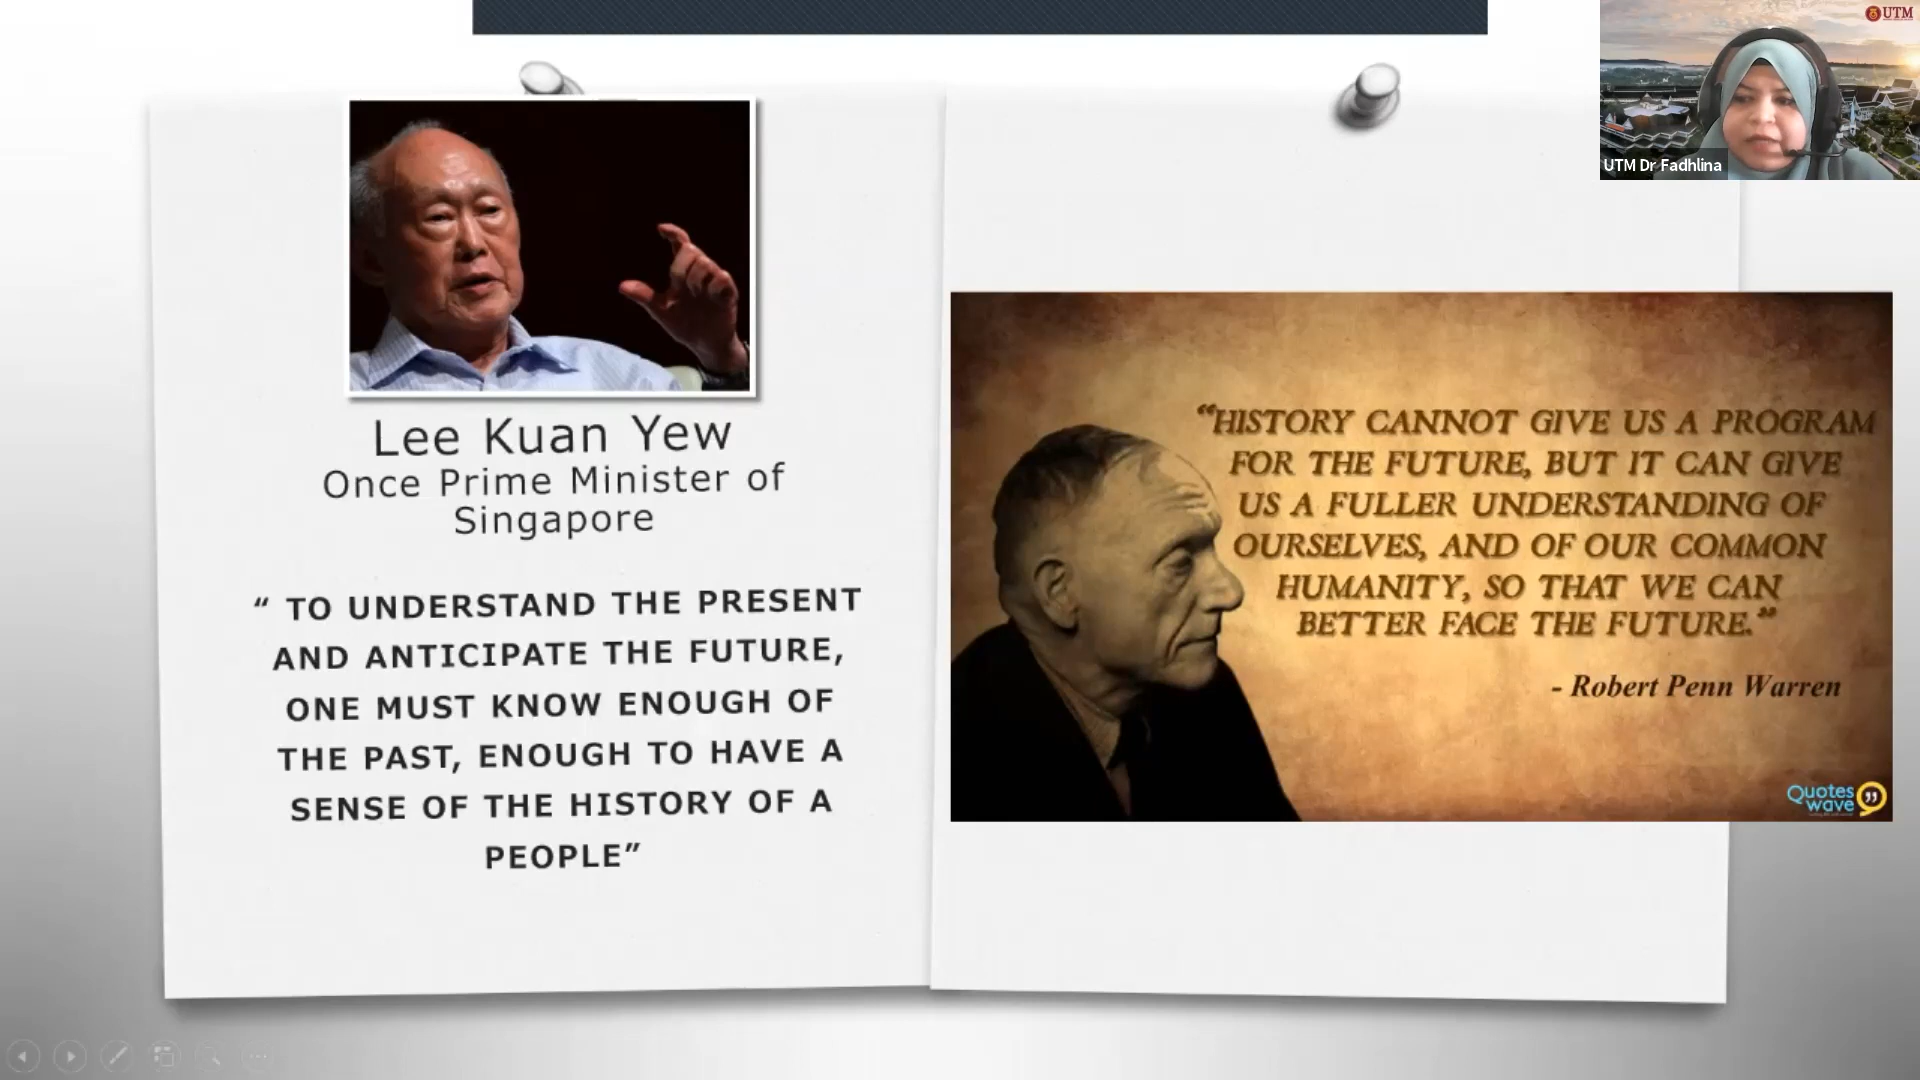 UTM
UTM Dr Fadhlina
Lee Kuan Yew
Once Prime Minister of
Singapore
“ TO UNDERSTAND THE PRESENT
AND ANTICIPATE THE FUTURE,
ONE MUST KNOW ENOUGH OF
THE PAST, ENOUGH TO HAVE A
SENSE OF THE HISTORY OF A
PEOPLE”
“HISTORY CANNOT GIVE US A PROGRAM
FOR THE FUTURE, BUT IT CAN GIVE
US A FULLER UNDERSTANDING OF
OURSELVES, AND OF OUR COMMON
HUMANITY, SO THAT WE CAN
BETTER FACE THE FUTURE.”
- Robert Penn Warren
Quotes
wave